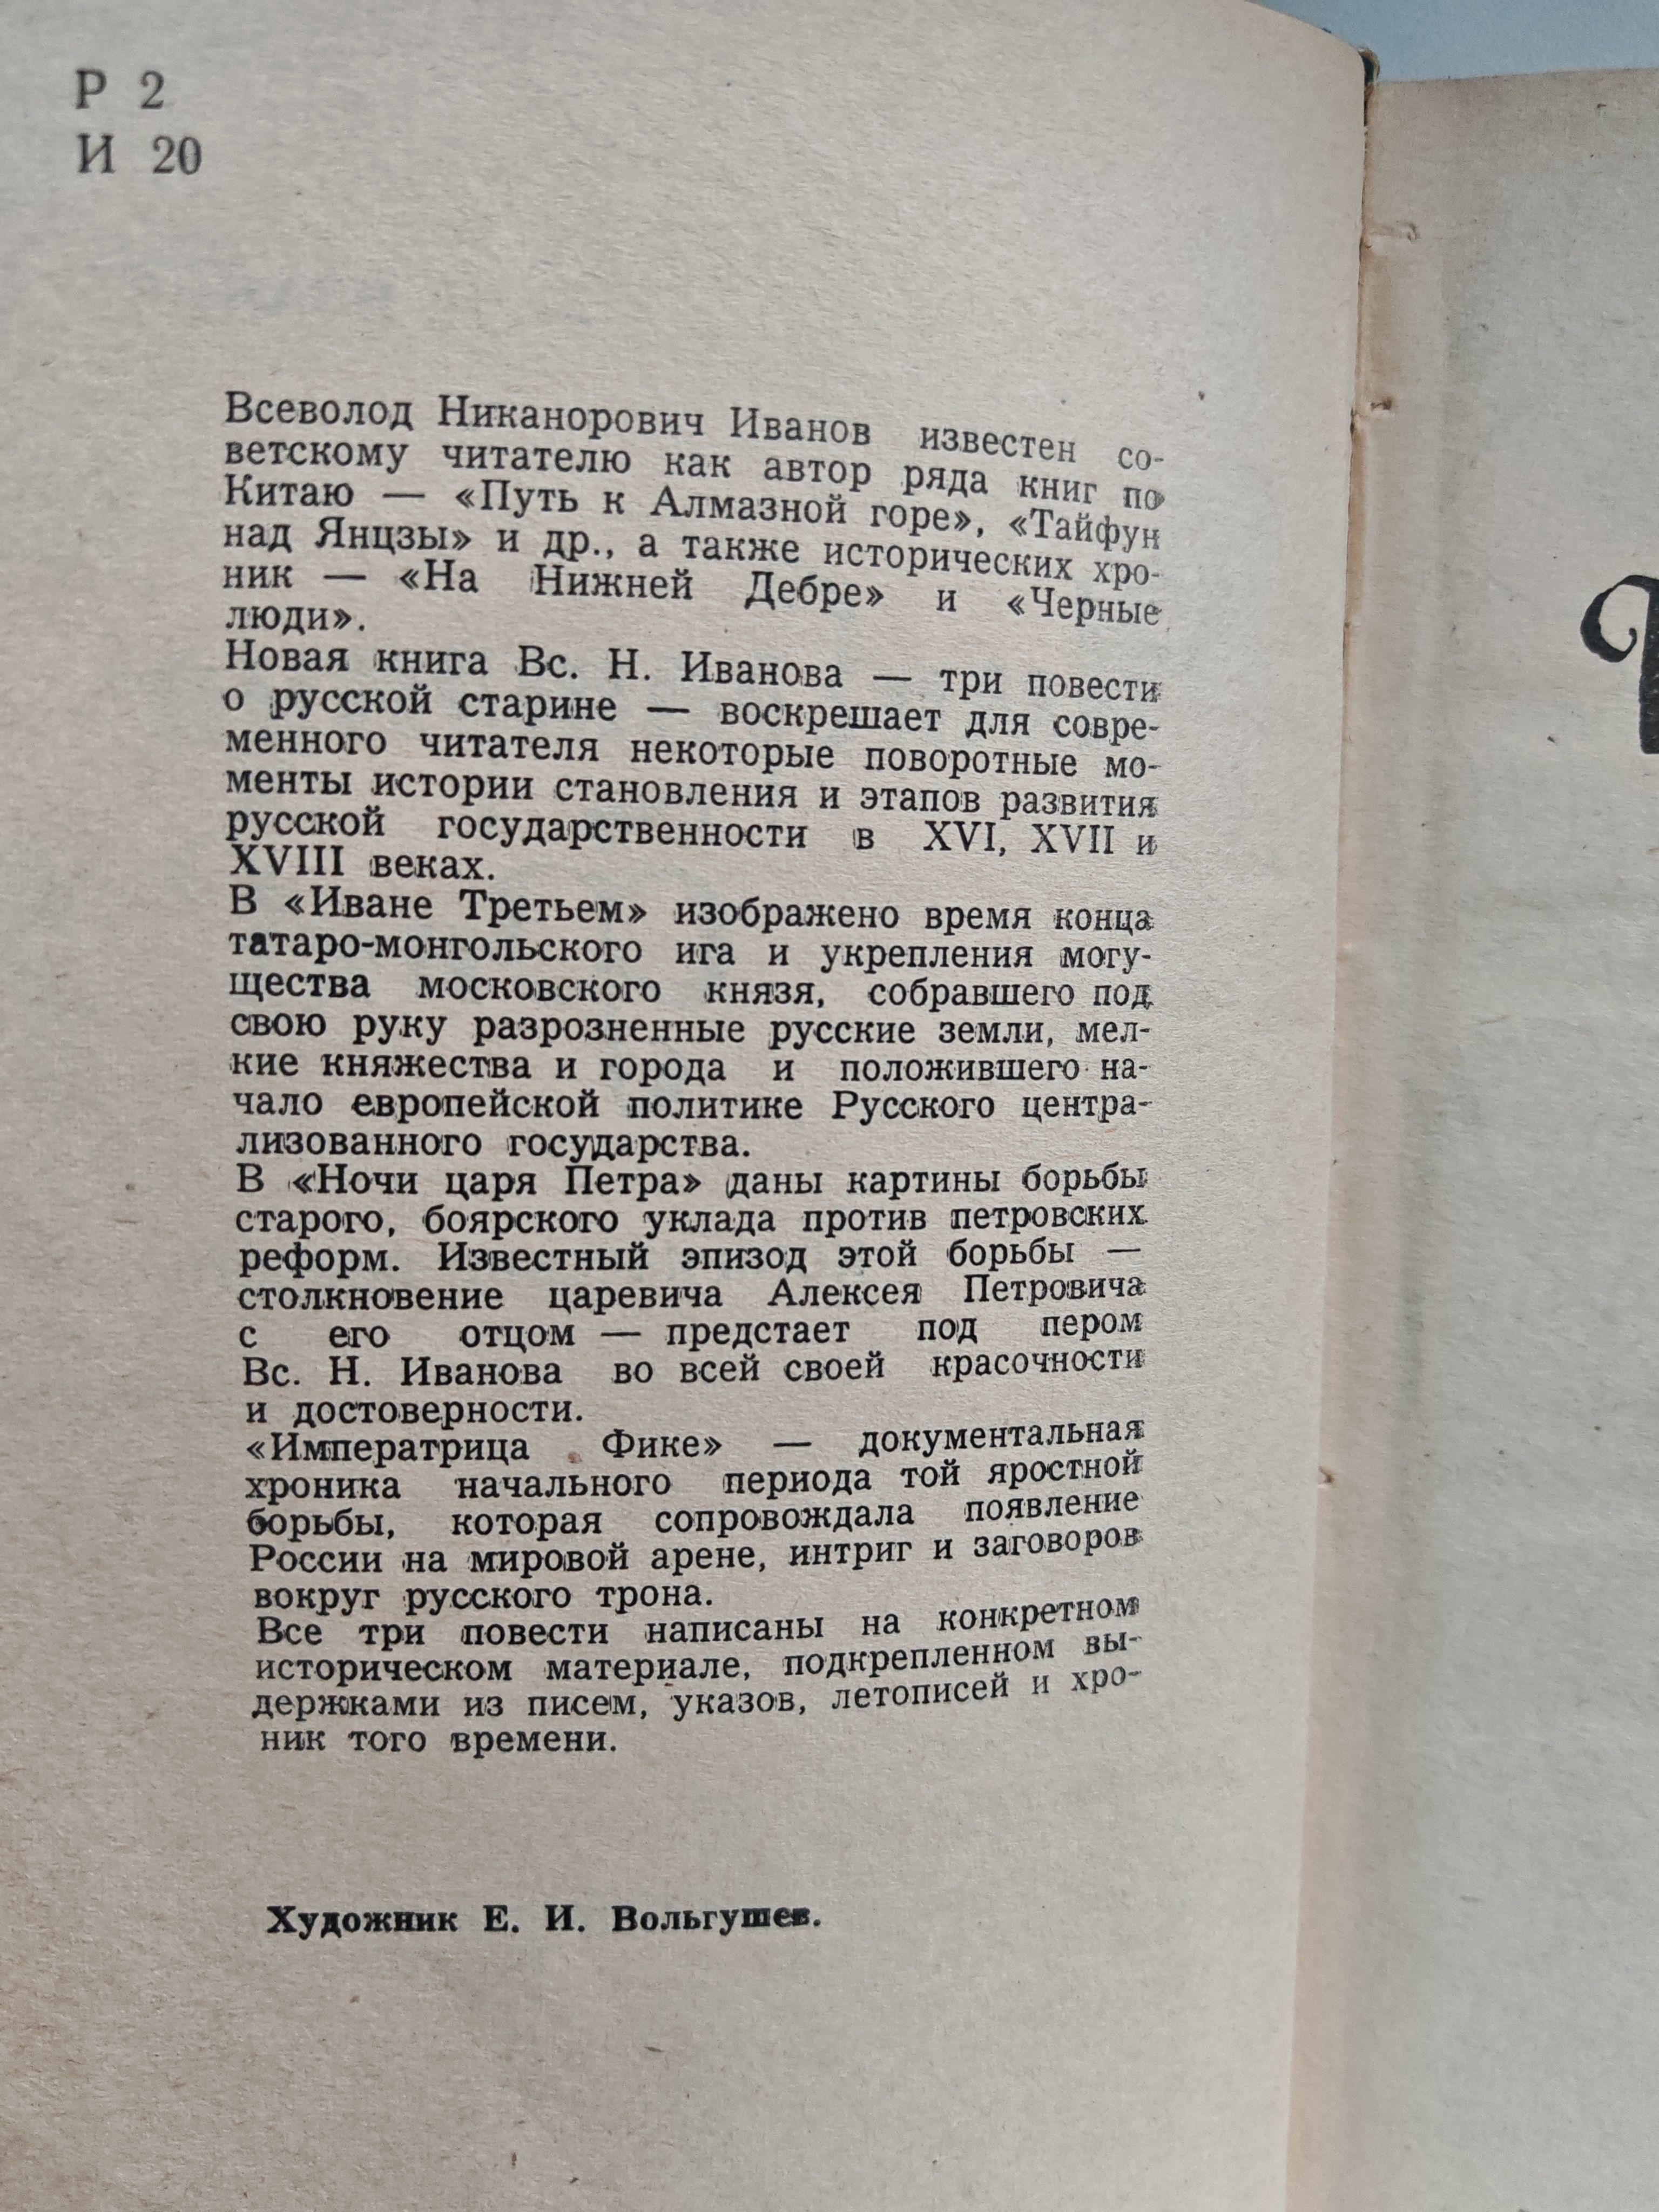 Р 2
И 20
Всеволод Никанорович Иванов известен со-
ветскому читателю как автор ряда книг по
Китаю — «Путь к Алмазной горе», «Тайфун
над Янцзы» и др., а также исторических хро-
ник — «На Нижней Дебре» и «Черные
люди».
Новая книга Вс. Н. Иванова — три повести
о русской старине — воскрешает для совре-
менного читателя некоторые поворотные мо-
менты истории становления и этапов развития
русской государственности в XVI, XVII и
XVIII веках.
В «Иване Третьем» изображено время конца
татаро-монгольского ига и укрепления могу-
щества московского князя, собравшего под
свою руку разрозненные русские земли, мел-
кие княжества и города и положившего на-
чало европейской политике Русского центра-
лизованного государства.
В «Ночи царя Петра» даны картины борьбы
старого, боярского уклада против петровских
реформ. Известный эпизод этой борьбы —
столкновение царевича Алексея Петровича
с его отцом — предстает под пером
Вс. Н. Иванова во всей своей красочности
и достоверности.
«Императрица Фике» — документальная
хроника начального периода той яростной
борьбы, которая сопровождала появление
России на мировой арене, интриг и заговоров
вокруг русского трона.
Все три повести написаны на конкретном
историческом материале, подкрепленном вы-
держками из писем, указов, летописей и хро-
ник того времени.
Художник Е. И. Вольгушев.